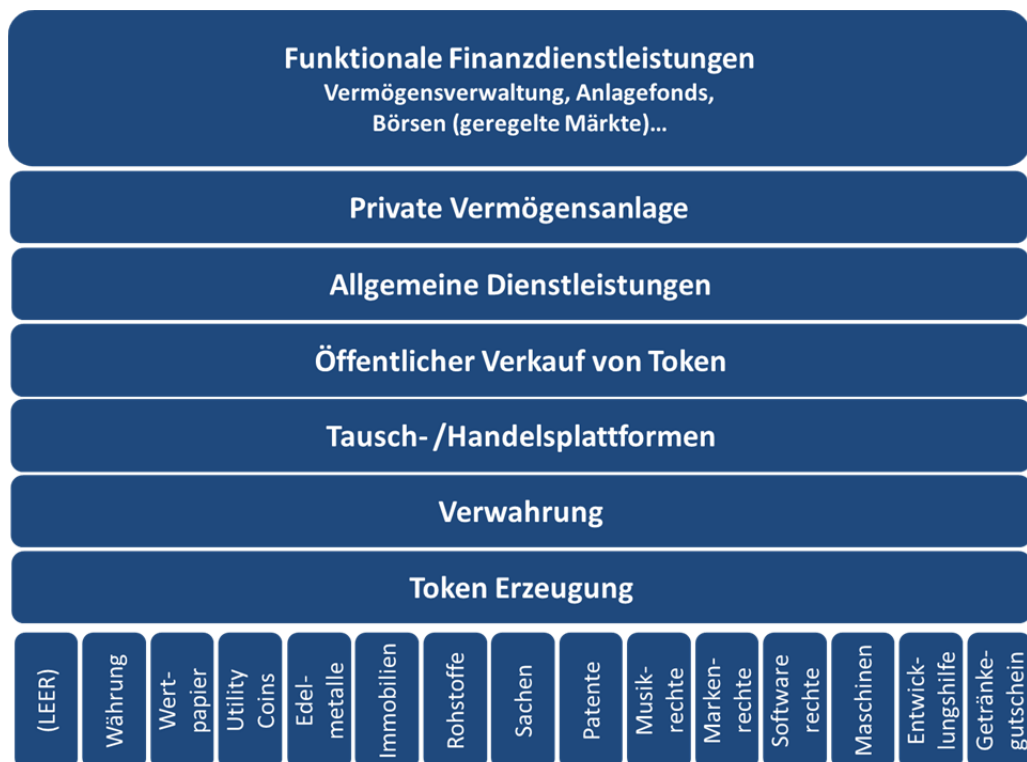 Funktionale Finanzdienstleistungen
Vermögensverwaltung, Anlagefonds,
Börsen (geregelte Märkte)...
Private Vermögensanlage
Allgemeine Dienstleistungen
Öffentlicher Verkauf von Token
Tausch- /Handelsplattformen
Verwahrung
Token Erzeugung
(LEER)
Währung
Wert-
papier
Utility
Coins
Edel-
metalle
Immobilien
Rohstoffe
Sachen
Patente
Musik-
rechte
Marken-
rechte
Software
rechte
Maschinen
Entwick-
lungshilfe
Getränke-
gutschein